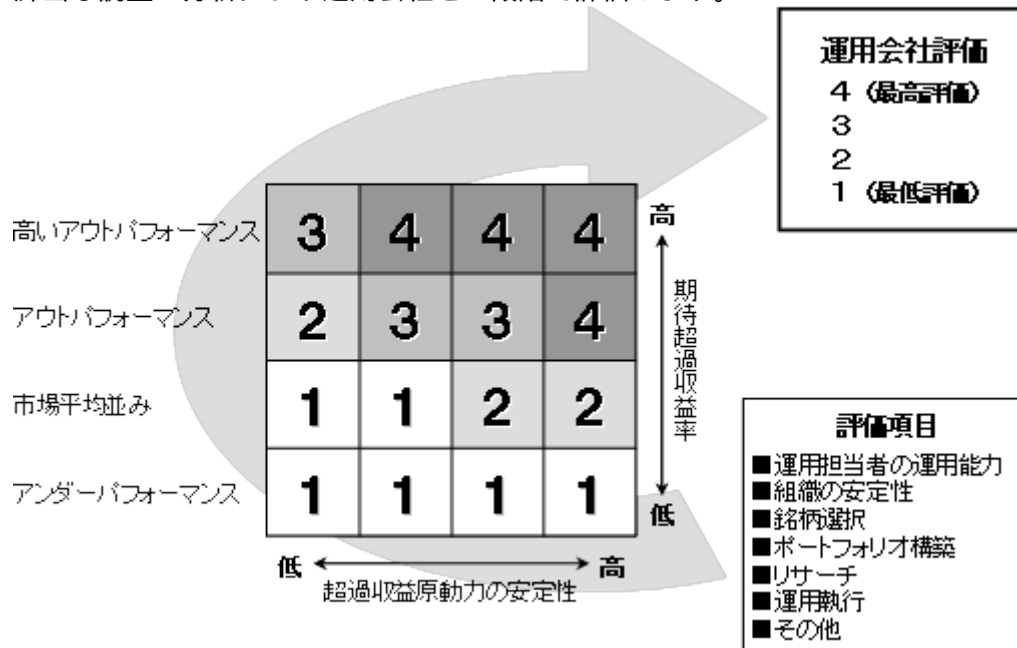 運用会社評価
4 (最高評価)
3
2
1 (最低評価)
高いアウトパフォーマンス 3 4 4 4 高
アウトパフォーマンス 2 3 3 4
市場平均並み 1 1 2 2
アンダーパフォーマンス 1 1 1 1 低
期待超過収益率
低 高
超過収益原動力の安定性
評価項目
■運用担当者の運用能力
■組織の安定性
■銘柄選択
■ポートフォリオ構築
■リサーチ
■運用執行
■その他